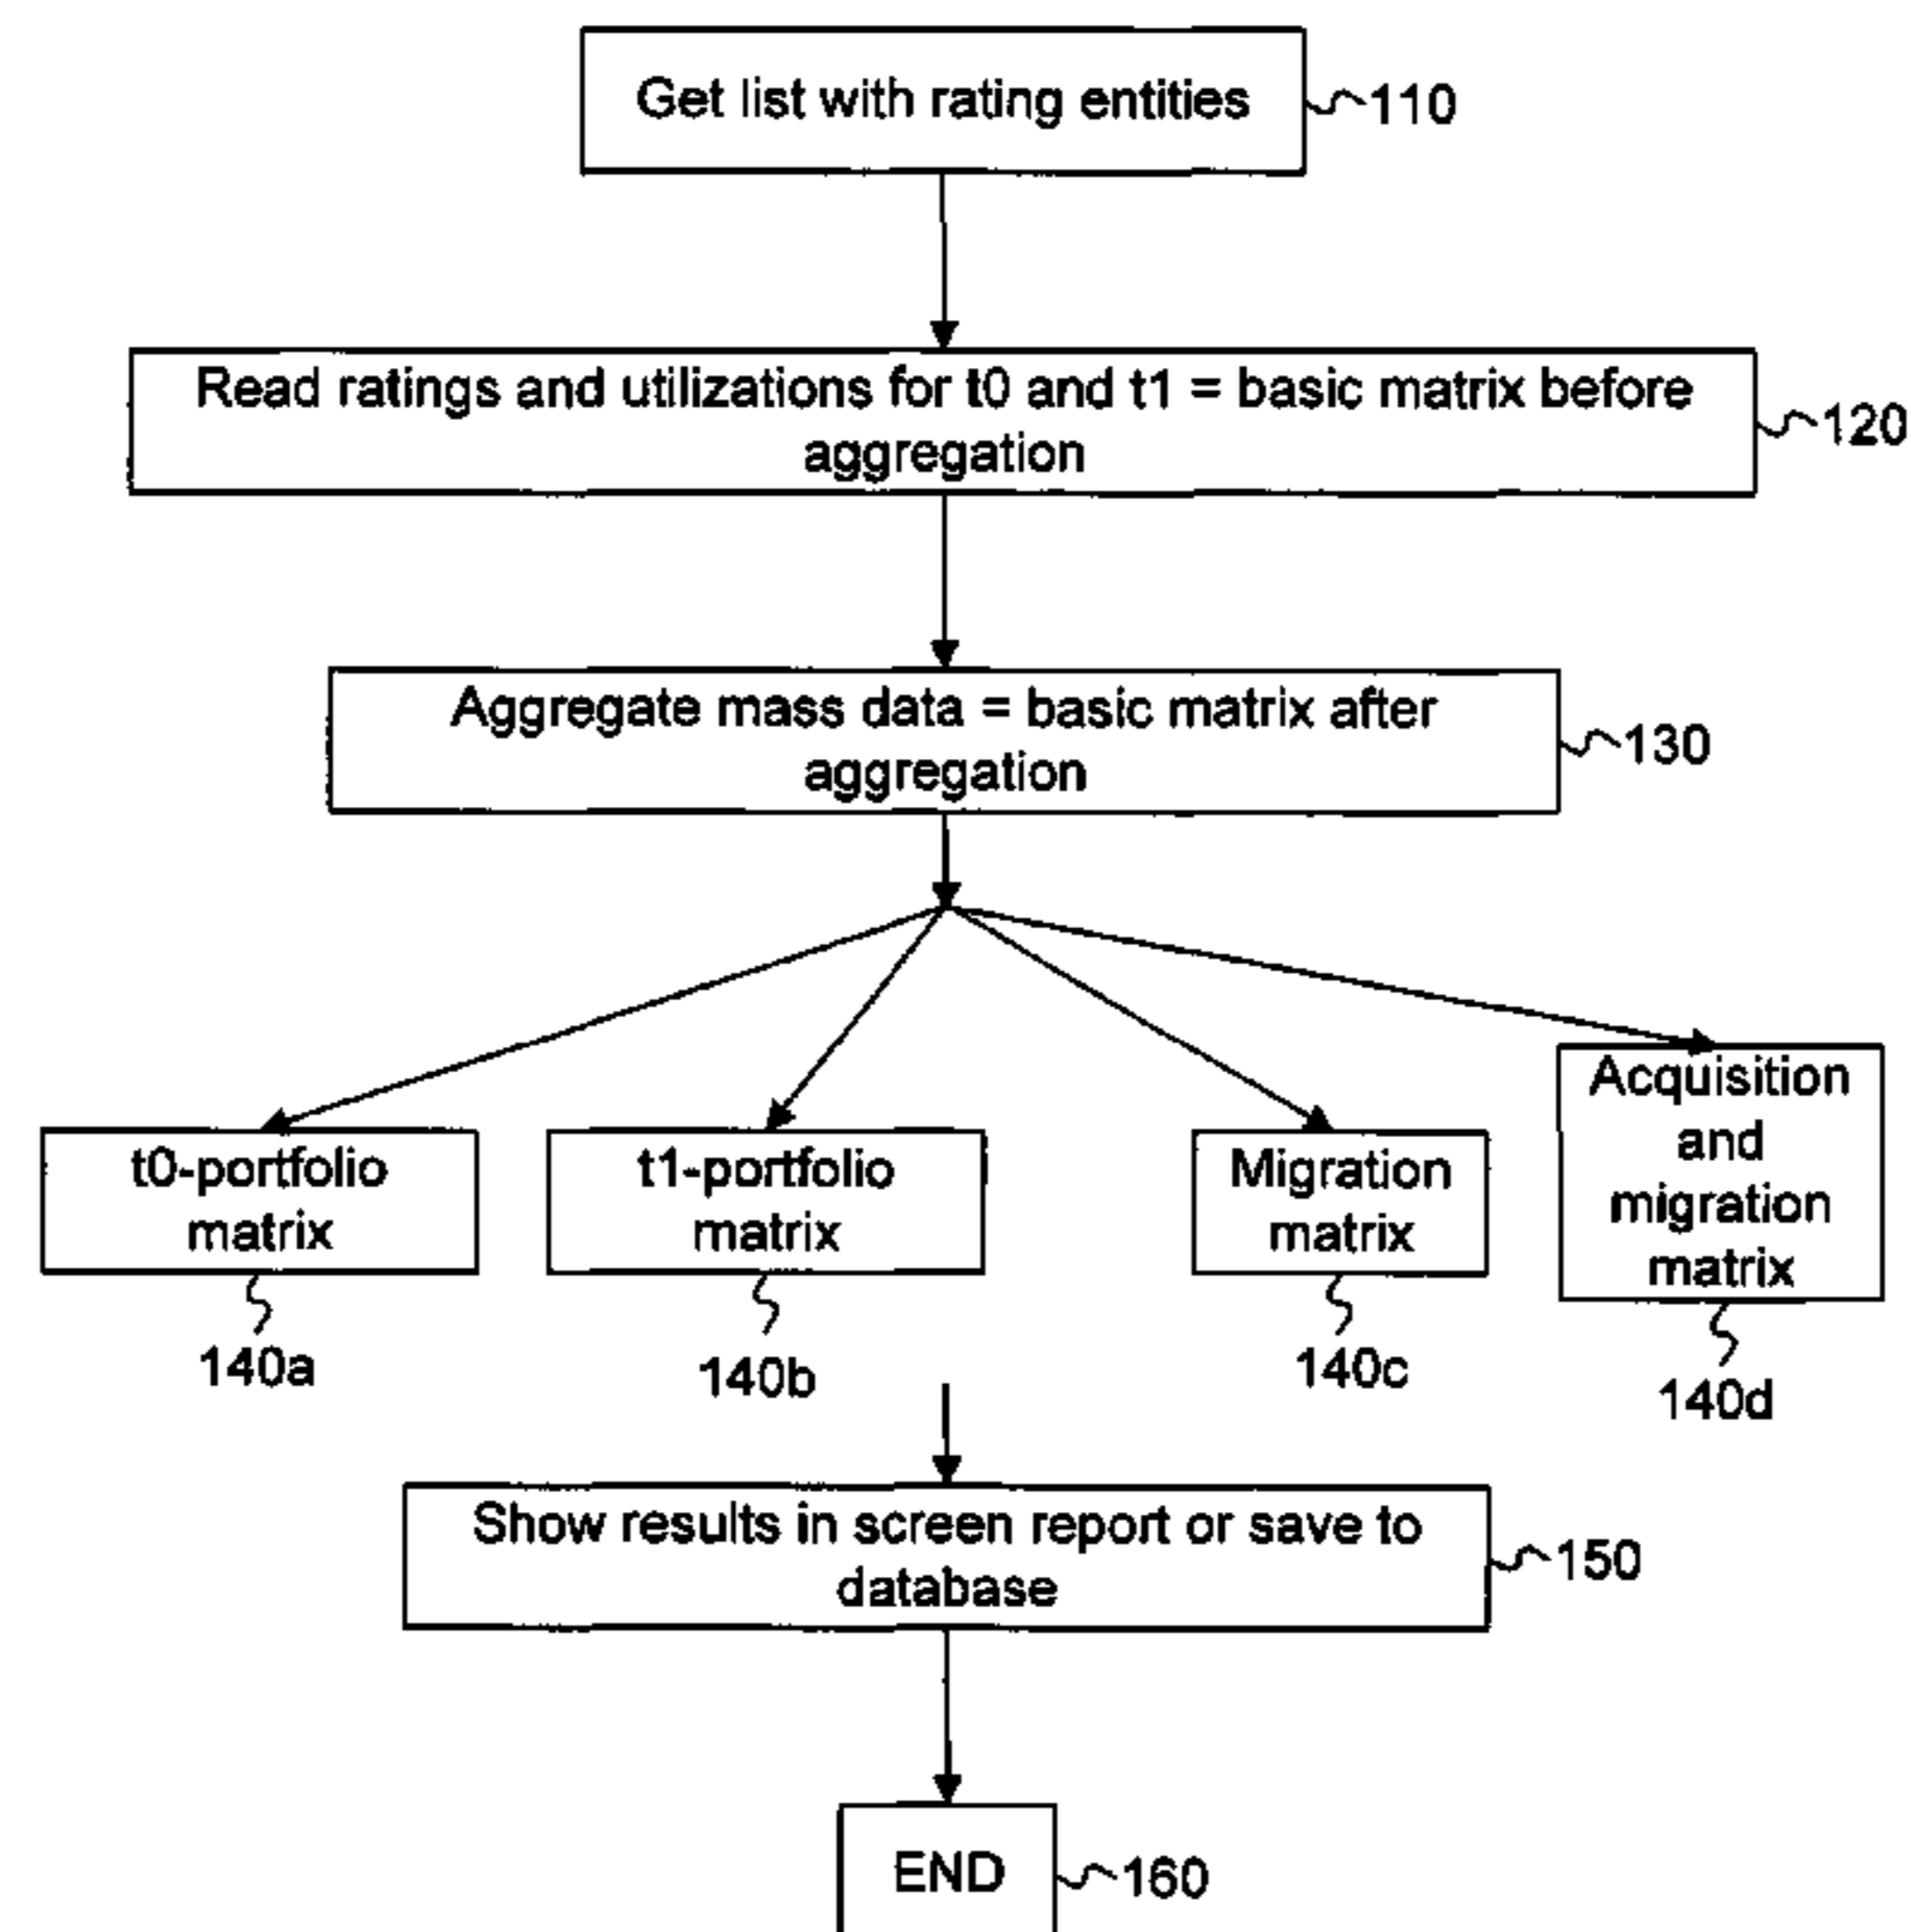 Get list with rating entities
110
Read ratings and utilizations for t0 and t1 = basic matrix before
aggregation
120
Aggregate mass data = basic matrix after
aggregation
130
t0-portfolio
matrix
140a
t1-portfolio
matrix
140b
Migration
matrix
140c
Acquisition
and
migration
matrix
140d
Show results in screen report or save to
database
150
END
160